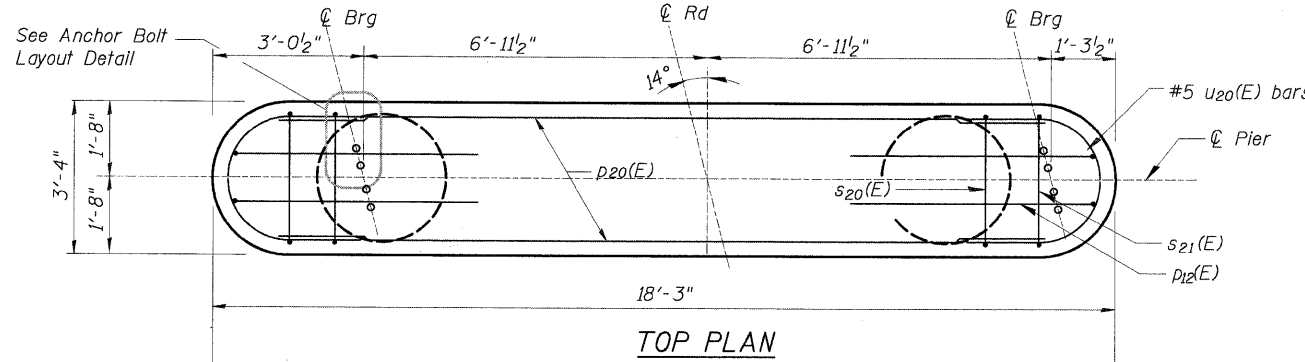 ℄ Brg
℄ Rd
℄ Brg
See Anchor Bolt
Layout Detail
3'-0½"
6'-11½"
6'-11½"
1'-3½"
14°
#5 u20(E) bars
1'-8"
3'-4"
1'-8"
℄ Pier
p20(E)
s20(E)
s21(E)
p12(E)
18'-3"
TOP PLAN